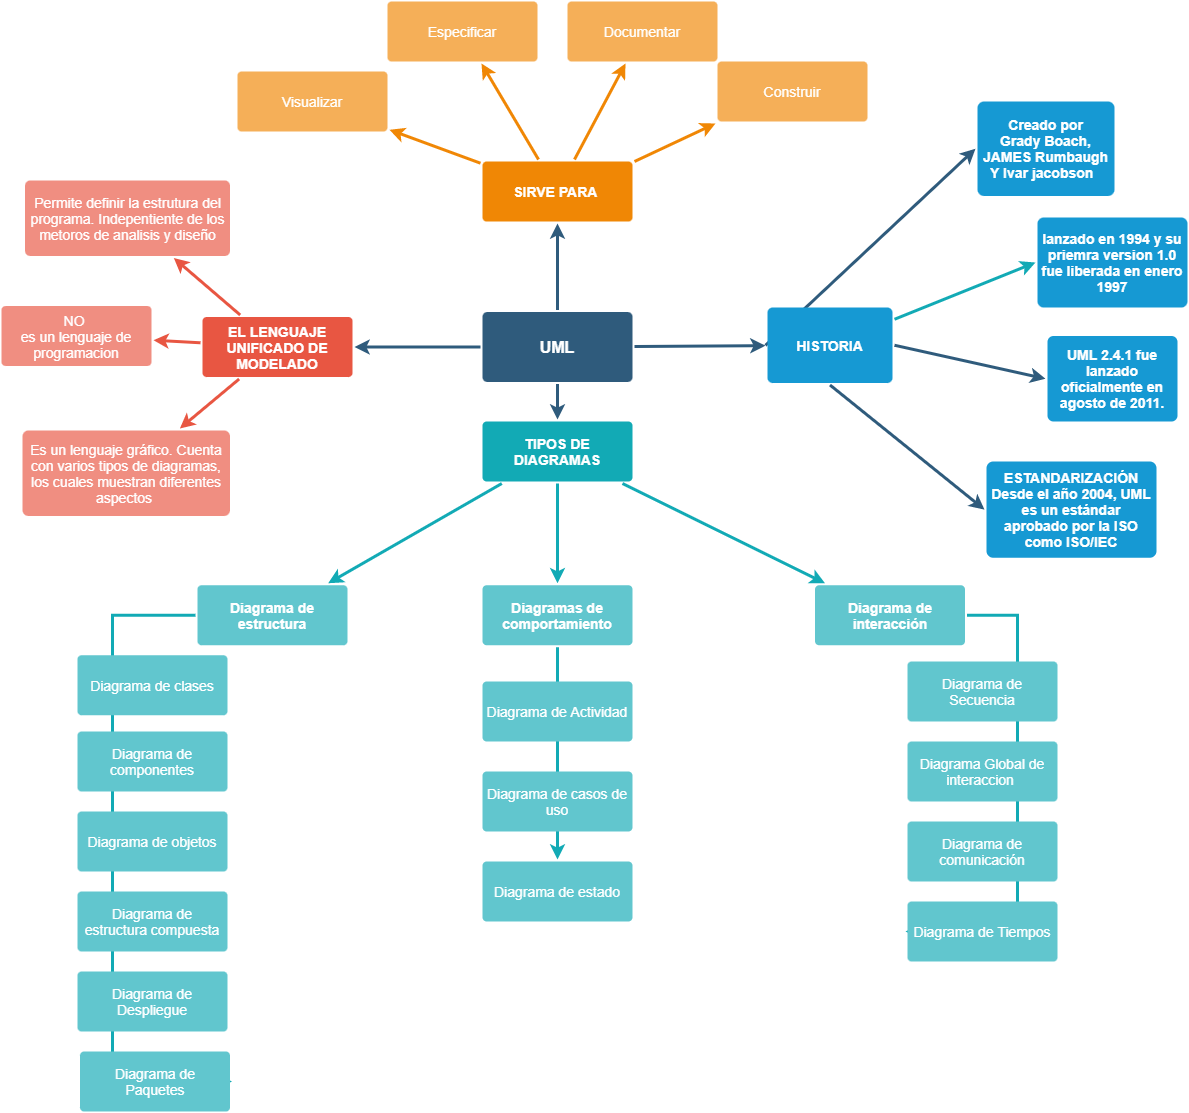 Especificar
Documentar
Visualizar
Construir
SIRVE PARA
Creado por
Grady Boach,
JAMES Rumbaugh
Y Ivar jacobson
Permite definir la estrutura del
programa. Indepentiente de los
metoros de analisis y diseño
lanzado en 1994 y su
priemra version 1.0
fue liberada en enero
1997
NO
es un lenguaje de
programacion
EL LENGUAJE
UNIFICADO DE
MODELADO
UML
HISTORIA
UML 2.4.1 fue
lanzado
oficialmente en
agosto de 2011.
Es un lenguaje gráfico. Cuenta
con varios tipos de diagramas,
los cuales muestran diferentes
aspectos
TIPOS DE
DIAGRAMAS
ESTANDARIZACIÓN
Desde el año 2004, UML
es un estándar
aprobado por la ISO
como ISO/IEC
Diagrama de
estructura
Diagramas de
comportamiento
Diagrama de
interacción
Diagrama de clases
Diagrama de
componentes
Diagrama de objetos
Diagrama de
estructura compuesta
Diagrama de
Despliegue
Diagrama de
Paquetes
Diagrama de Actividad
Diagrama de casos de
uso
Diagrama de estado
Diagrama de
Secuencia
Diagrama Global de
interaccion
Diagrama de
comunicación
Diagrama de Tiempos